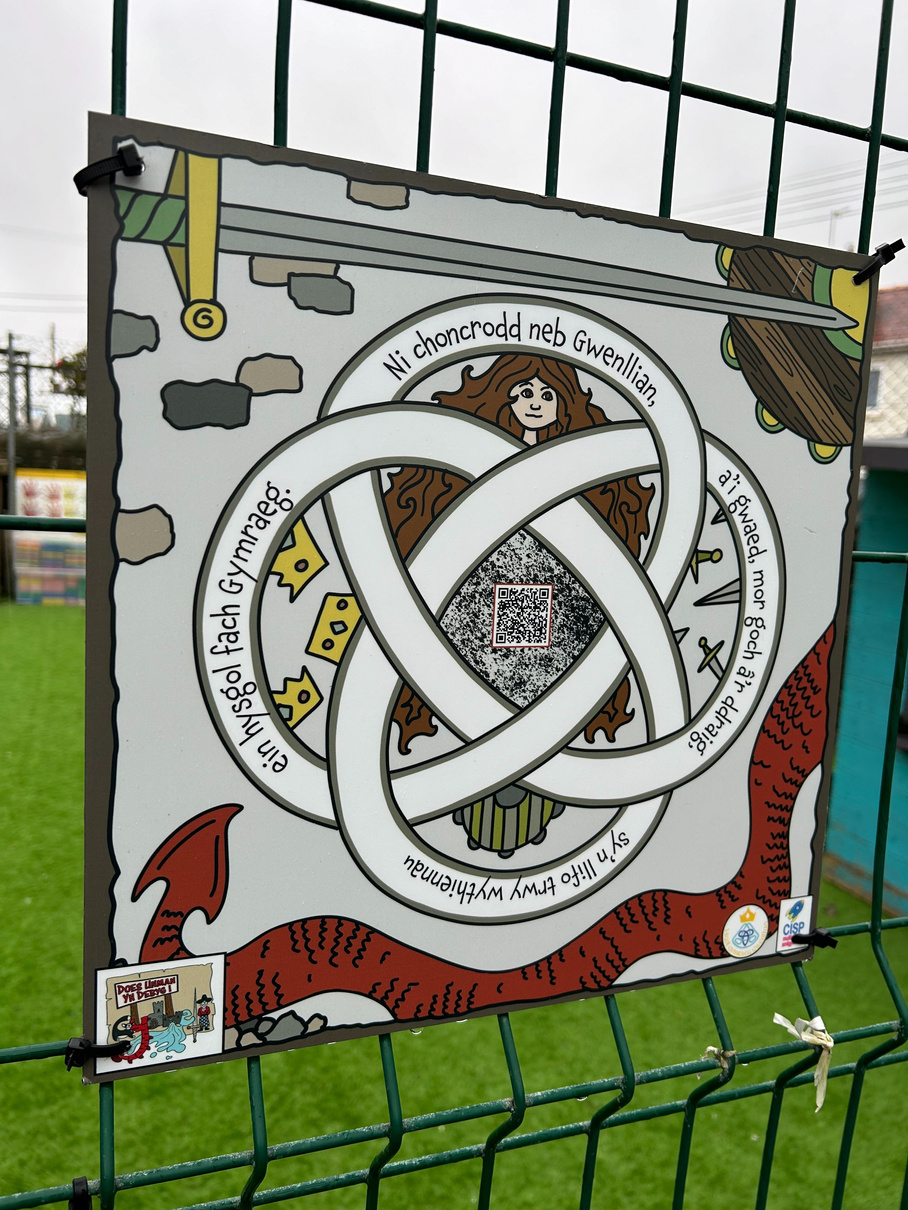 Ni choncrodd neb Gwenllian,
a'i gwaed, mor goch â'r ddraig,
sy'n llifo trwy wythiennau
ein hysgol fach Gymraeg.
DOES UNMAN
YN DEBYG!
CISP